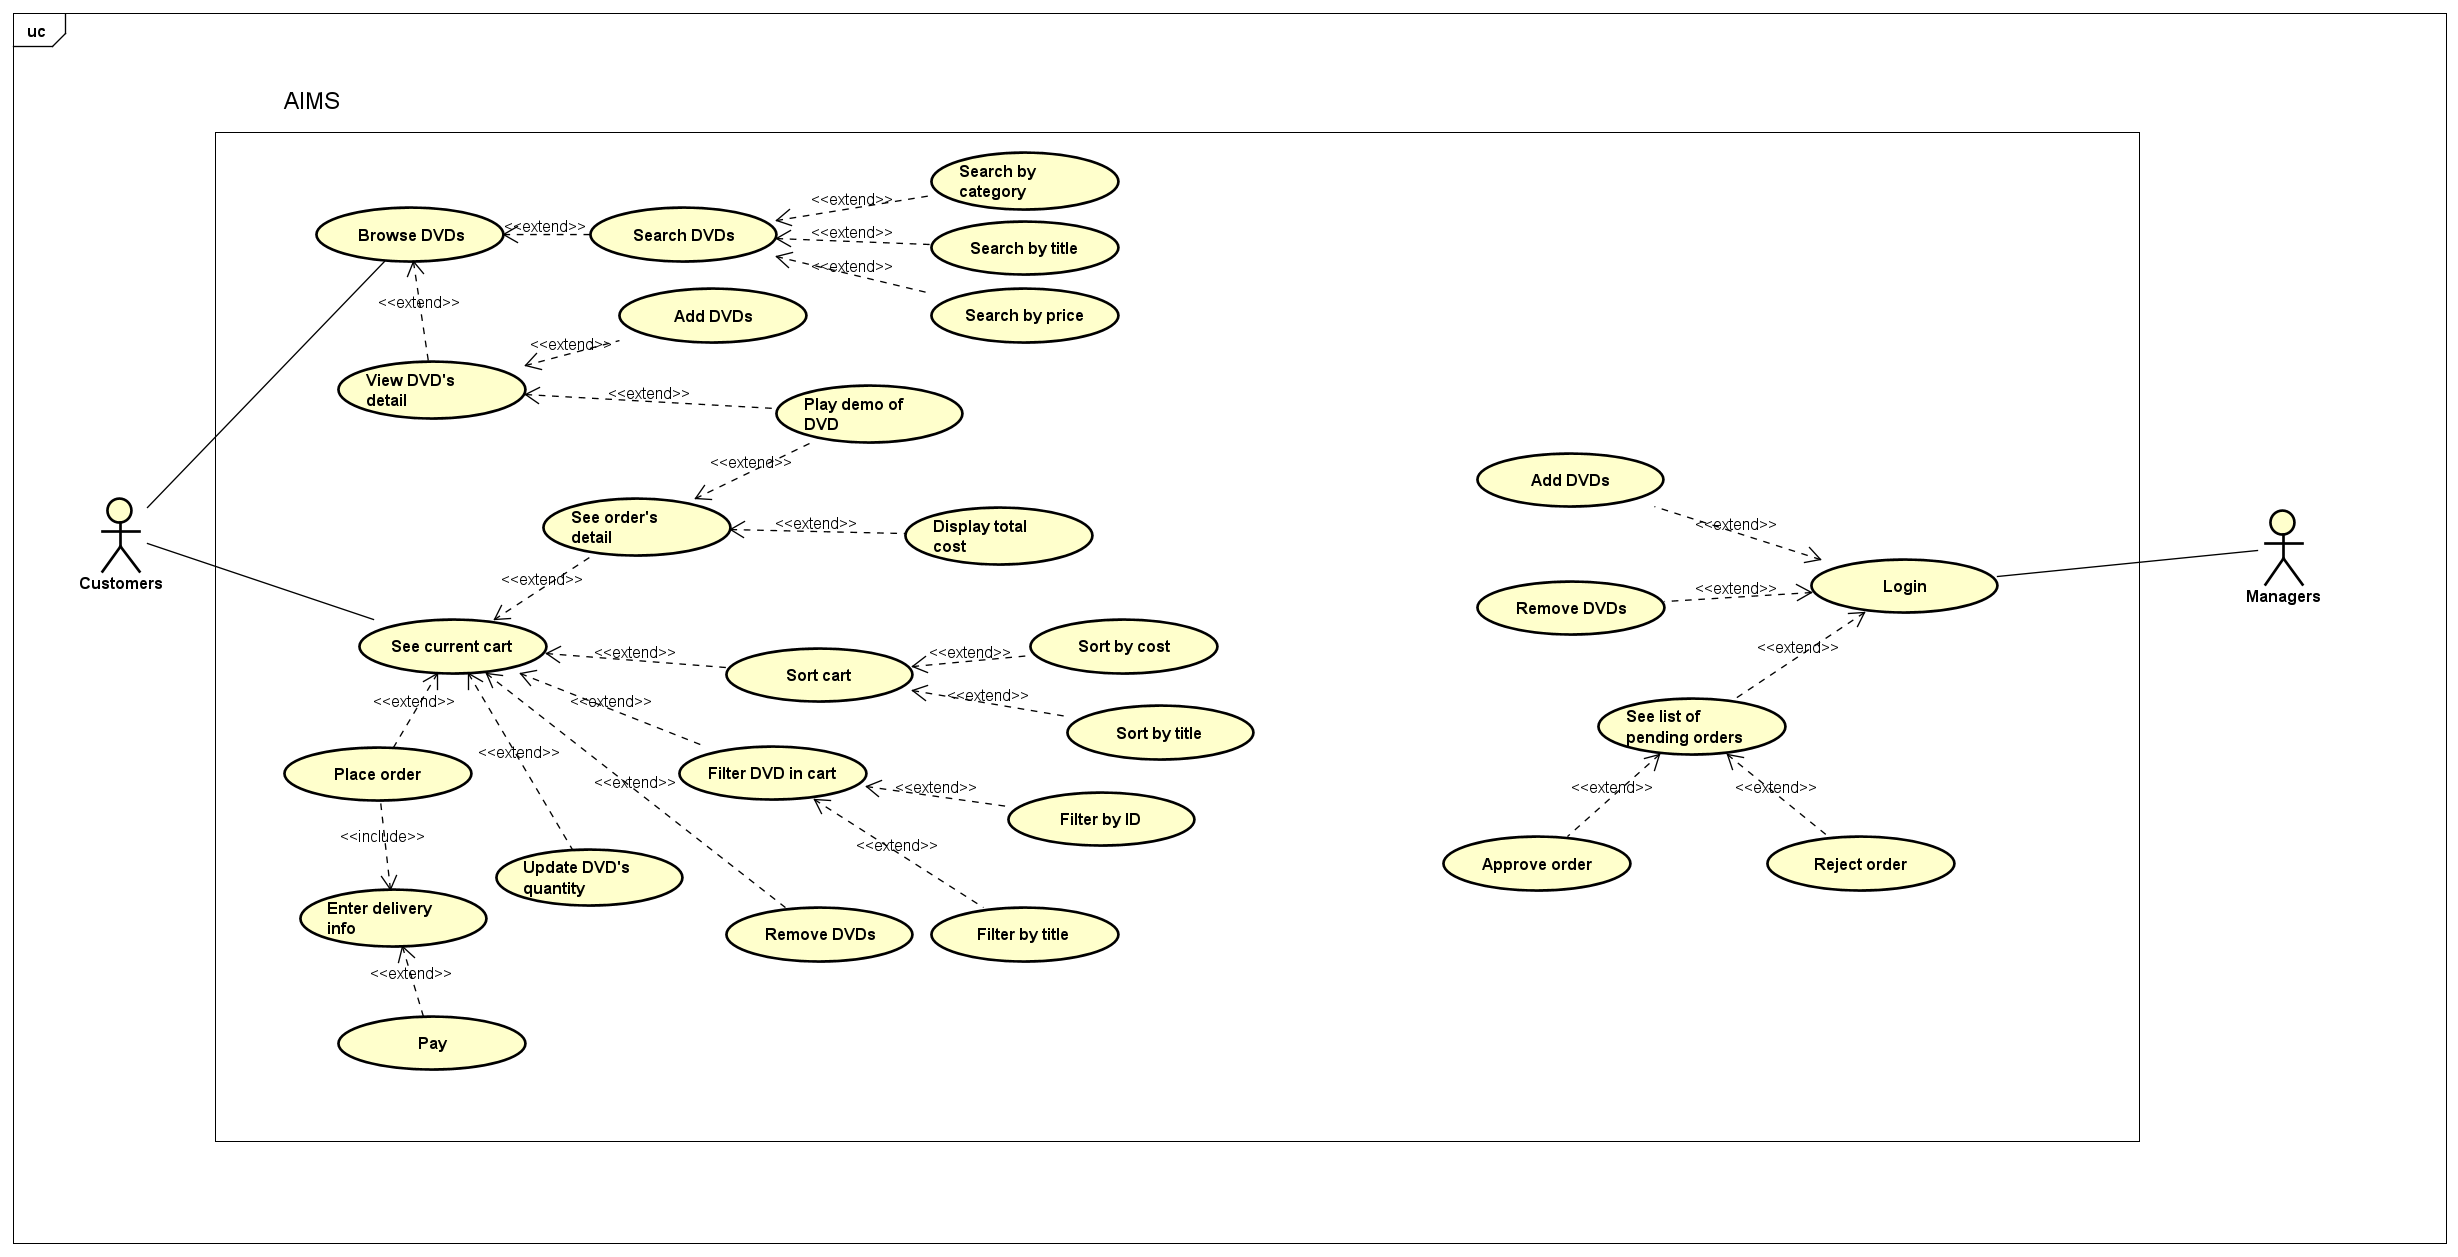 uc
AIMS
Search by
category
<<extend>>
Browse DVDs
<<extend>>
Search DVDs
<<extend>>
Search by title
<<extend>>
<<extend>>
Add DVDs
Search by price
<<extend>>
View DVD's
detail
<<extend>>
Play demo of
DVD
<<extend>>
See order's
detail
<<extend>>
Display total
cost
<<extend>>
Customers
See current cart
<<extend>>
Sort cart
<<extend>>
Sort by cost
<<extend>>
Sort by title
<<extend>>
<<extend>>
<<extend>>
<<extend>>
Place order
Filter DVD in cart
<<extend>>
Filter by ID
<<include>>
<<extend>>
Update DVD's
quantity
Enter delivery
info
Remove DVDs
Filter by title
<<extend>>
Pay
Add DVDs
<<extend>>
Login
Managers
Remove DVDs
<<extend>>
<<extend>>
See list of
pending orders
<<extend>>
<<extend>>
Approve order
Reject order